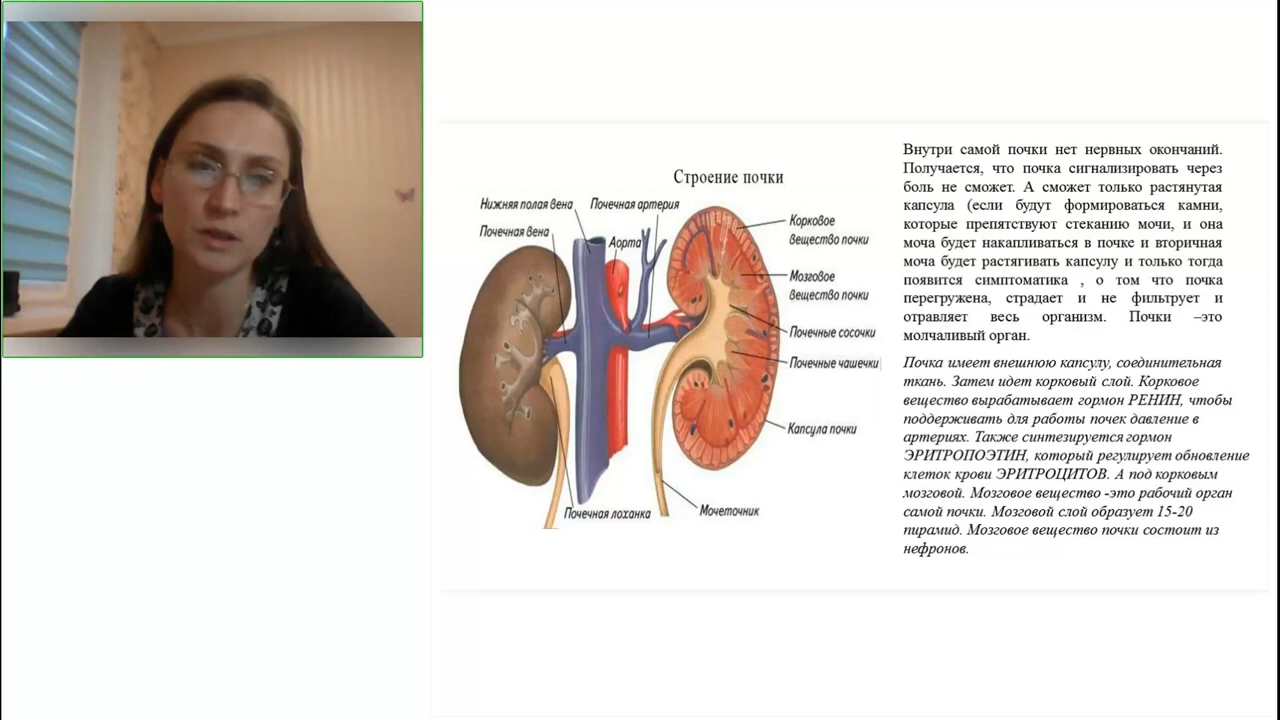 Строение почки
Нижняя полая вена
Почечная артерия
Почечная вена
Аорта
Корковое
вещество почки
Мозговое
вещество почки
Почечные сосочки
Почечные чашечки
Капсула почки
Почечная лоханка
Мочеточник
Внутри самой почки нет нервных окончаний.
Получается, что почка сигнализировать через
боль не сможет. А сможет только растянутая
капсула (если будут формироваться камни,
которые препятствуют стеканию мочи, и она
моча будет накапливаться в почке и вторичная
моча будет растягивать капсулу и только тогда
появится симптоматика , о том что почка
перегружена, страдает и не фильтрует и
отравляет весь организм. Почки –это
молчаливый орган.
Почка имеет внешнюю капсулу, соединительная
ткань. Затем идет корковый слой. Корковое
вещество вырабатывает гормон РЕНИН, чтобы
поддерживать для работы почек давление в
артериях. Также синтезируется гормон
ЭРИТРОПОЭТИН, который регулирует обновление
клеток крови ЭРИТРОЦИТОВ. А под корковым
мозговой. Мозговое вещество -это рабочий орган
самой почки. Мозговой слой образует 15-20
пирамид. Мозговое вещество почки состоит из
нефронов.